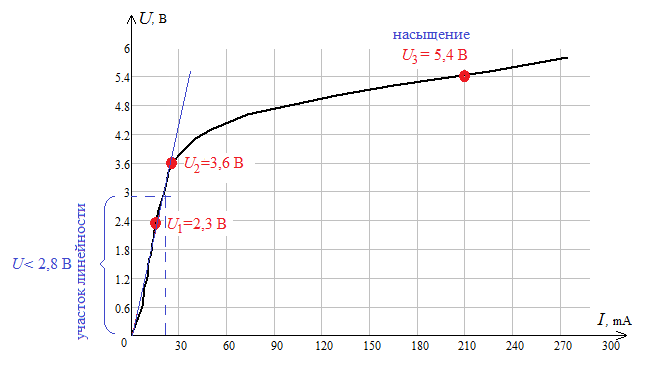 U, В
насыщение
U3 = 5,4 В
6
5.4
4.8
4.2
3.6
3
2.4
1.8
1.2
0.6
0
U2=3,6 В
U1=2,3 В
U< 2,8 В
участок линейности
30 60 90 120 150 180 210 240 270 300
I, mA